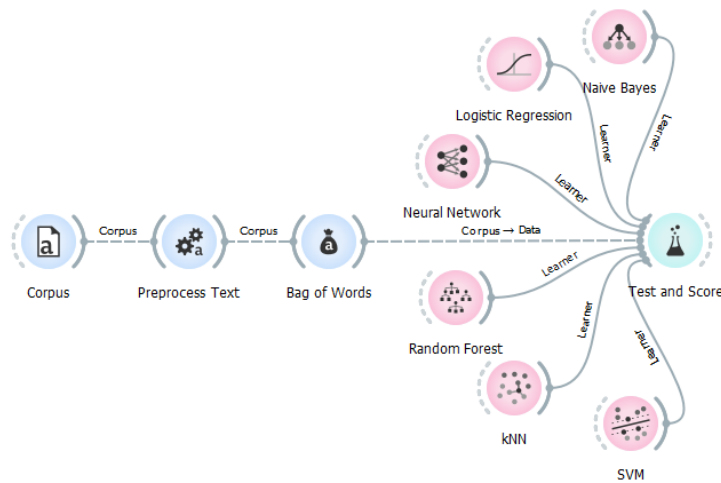 Naive Bayes
Logistic Regression
Learner
Learner
Neural Network
Learner
Corpus
Corpus
Corpus → Data
a
a
a
Corpus
Preprocess Text
Bag of Words
Test and Score
Learner
Random Forest
Learner
Learner
kNN
SVM